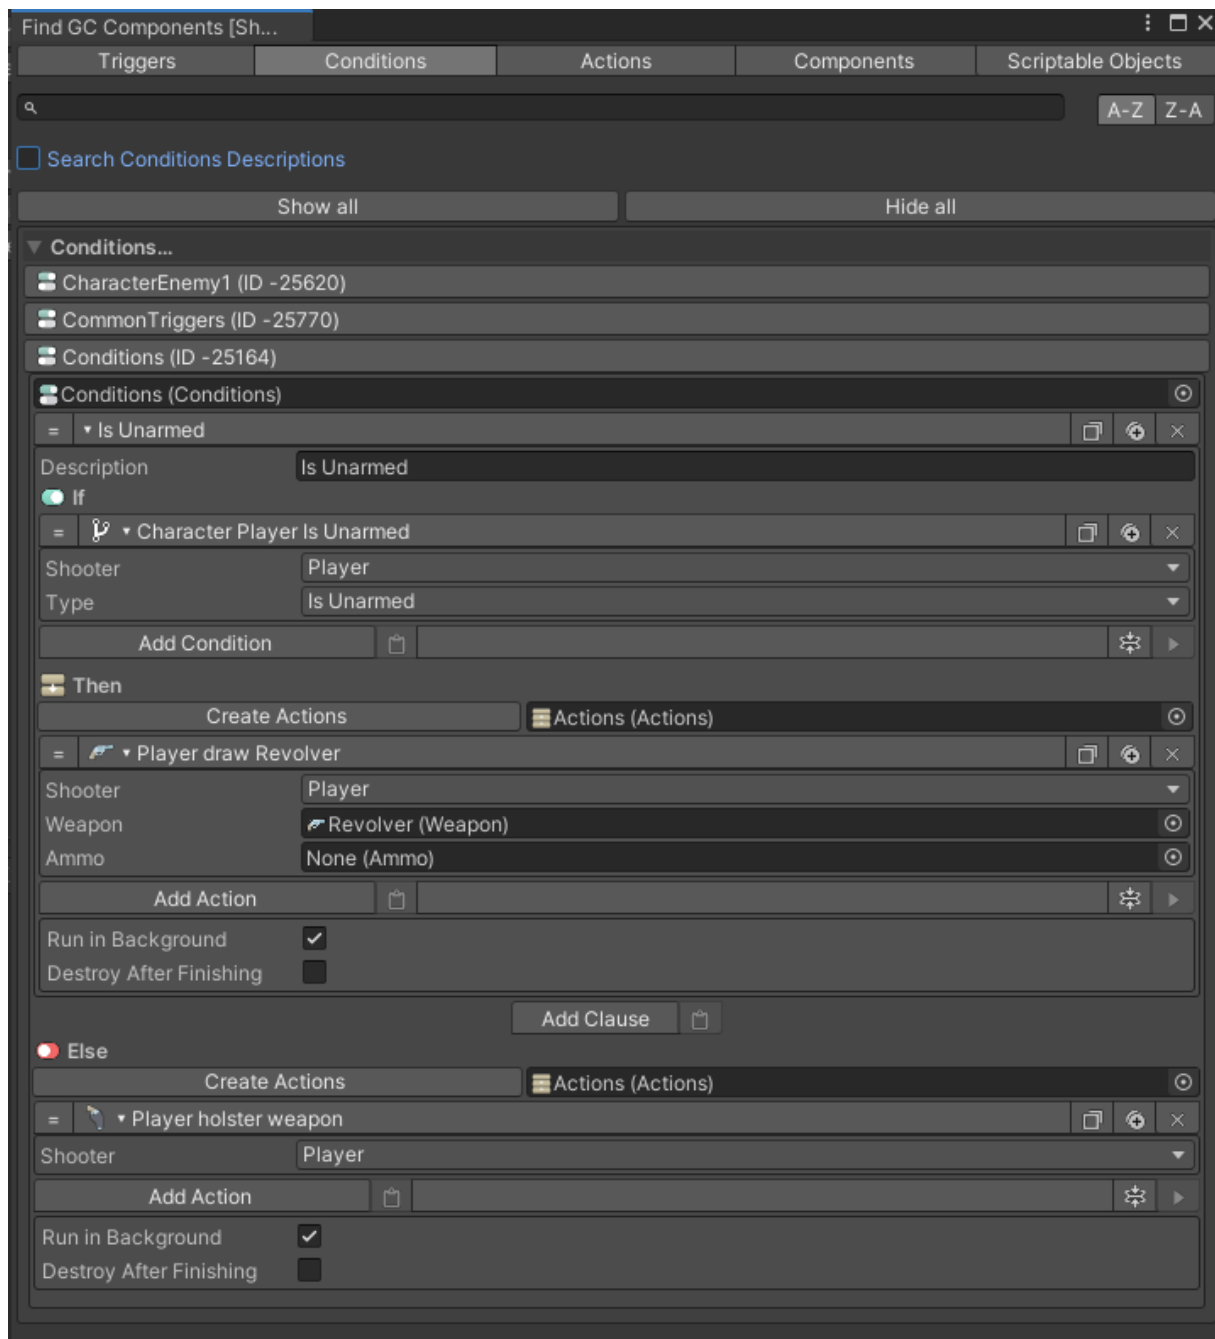 Find GC Components [Sh...
Triggers Conditions Actions Components Scriptable Objects
A-Z Z-A
Search Conditions Descriptions
Show all Hide all
Conditions...
CharacterEnemy1 (ID -25620)
CommonTriggers (ID -25770)
Conditions (ID -25164)
Conditions (Conditions)
= Is Unarmed
Description Is Unarmed
If
= Character Player Is Unarmed
Shooter Player
Type Is Unarmed
Add Condition
Then
Create Actions Actions (Actions)
= Player draw Revolver
Shooter Player
Weapon Revolver (Weapon)
Ammo None (Ammo)
Add Action
Run in Background
Destroy After Finishing
Add Clause
Else
Create Actions Actions (Actions)
= Player holster weapon
Shooter Player
Add Action
Run in Background
Destroy After Finishing